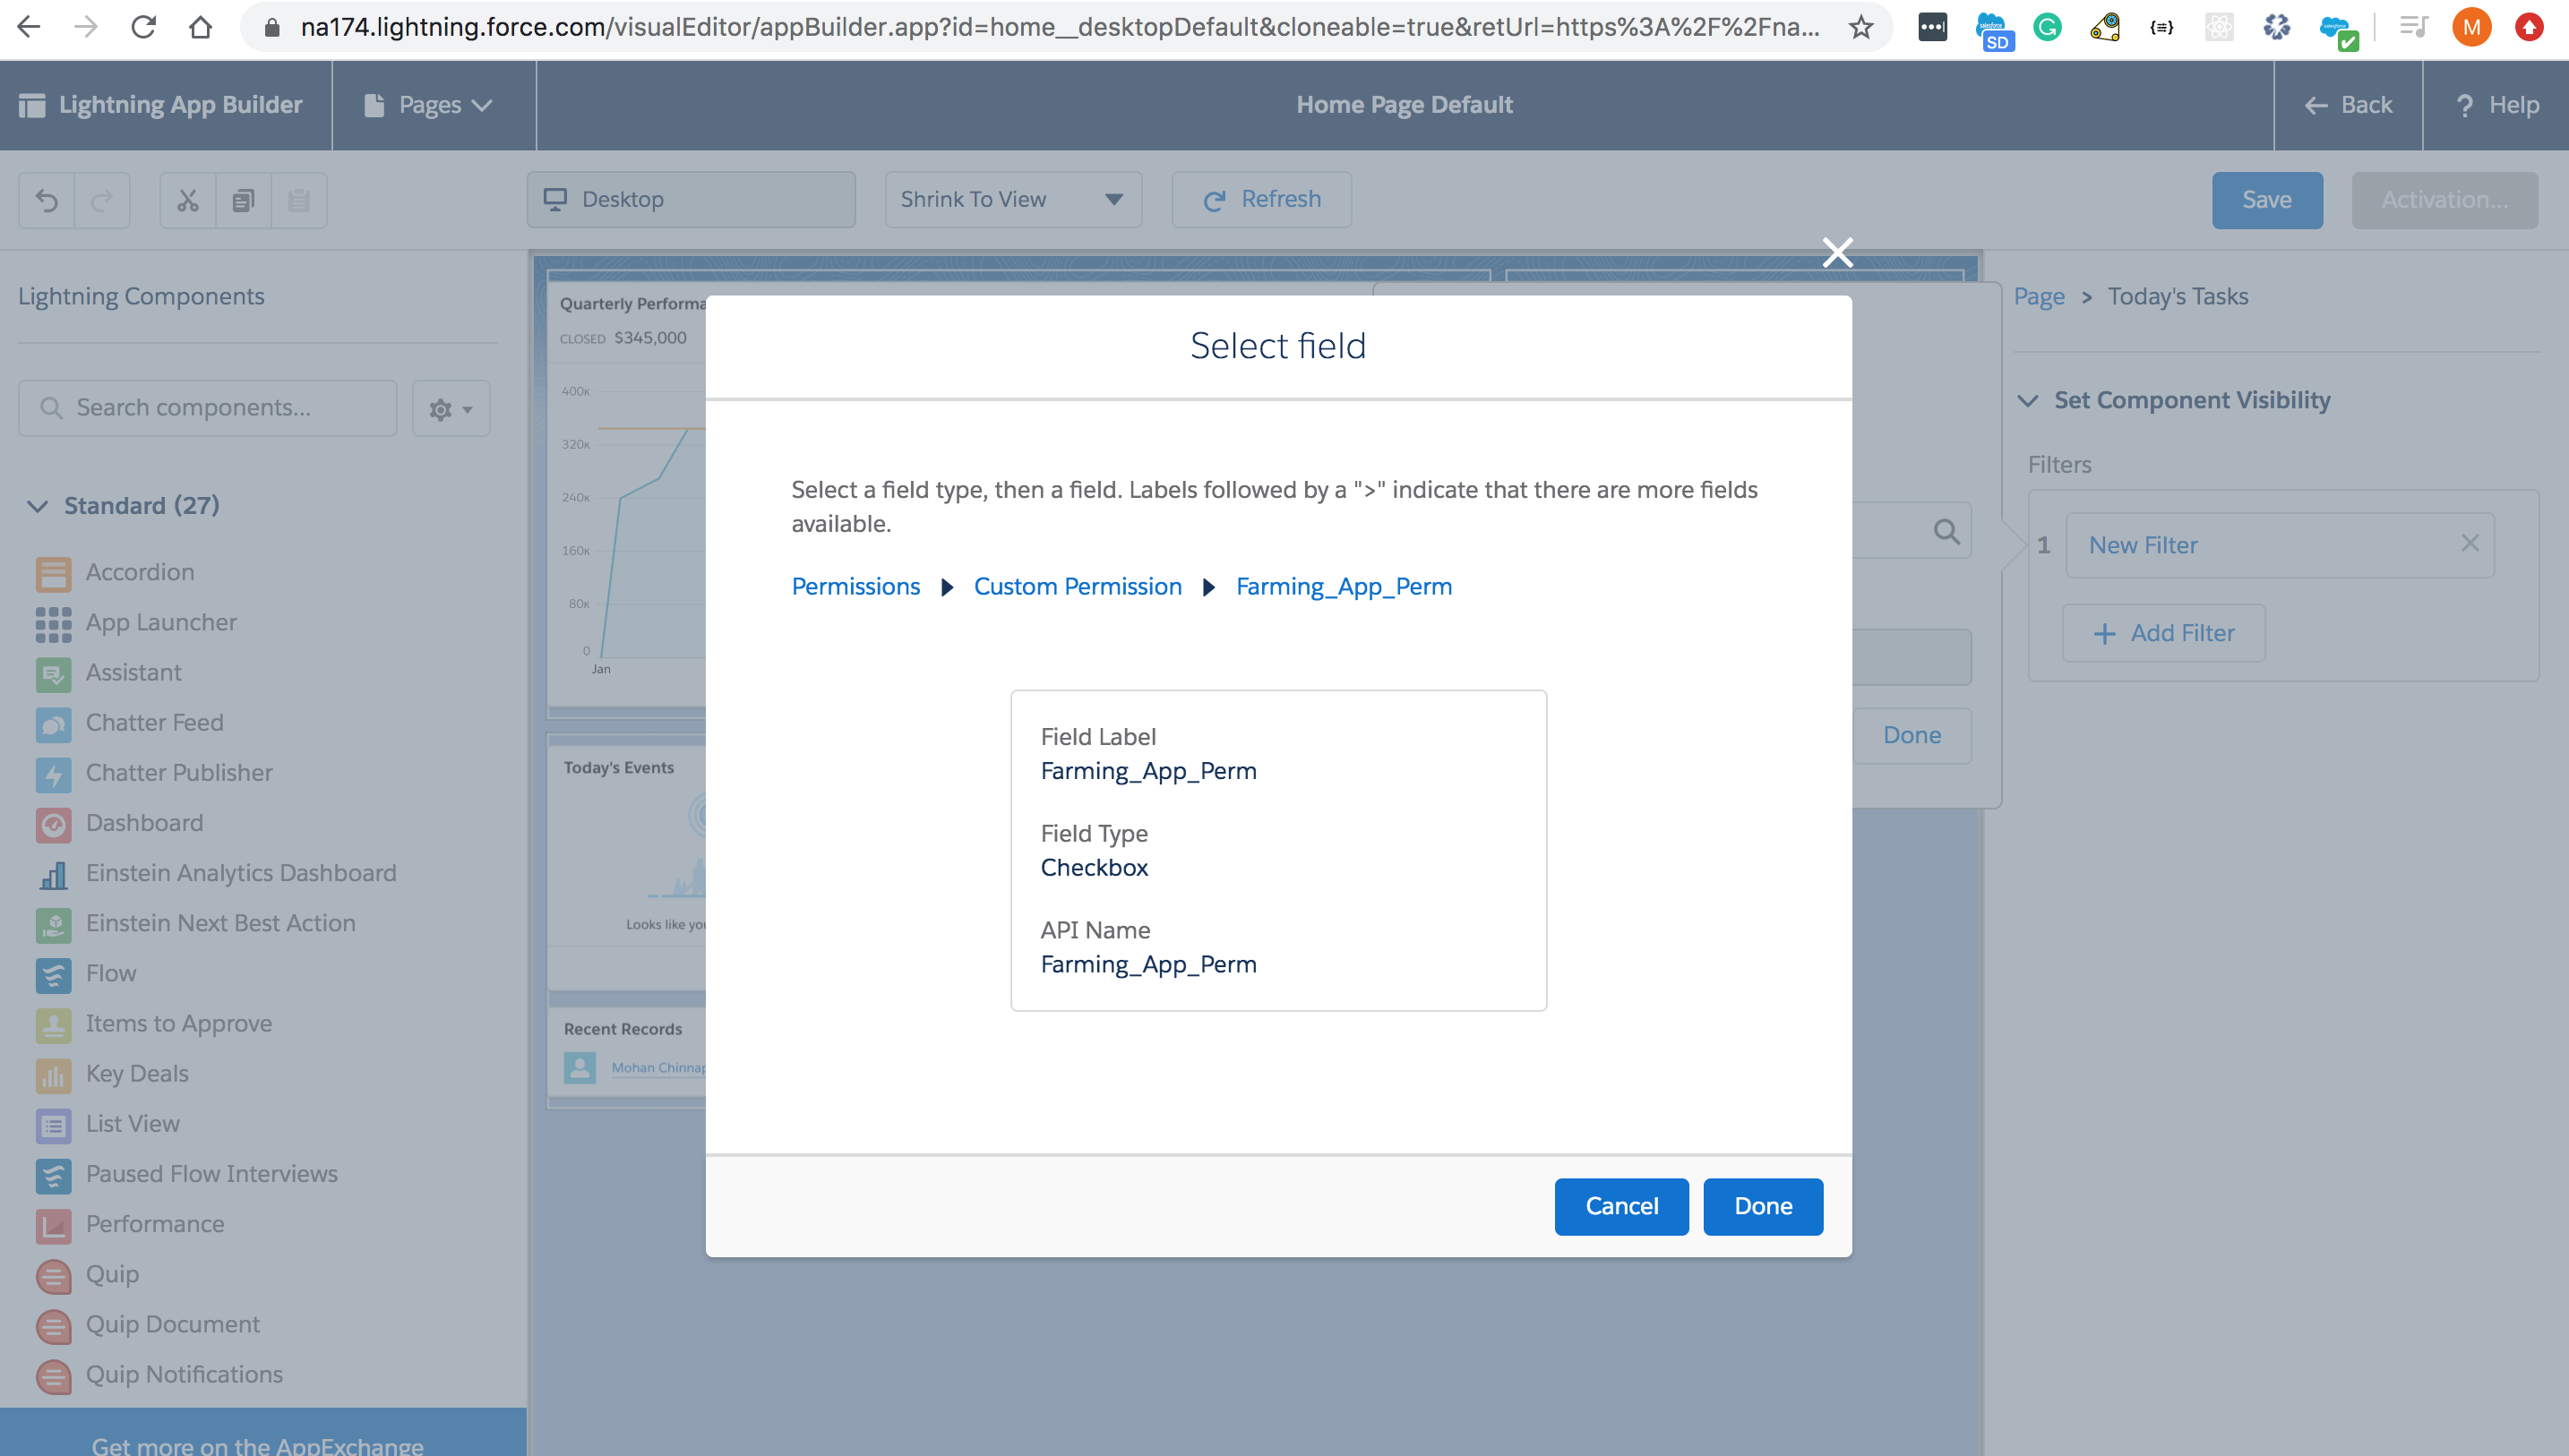 na174.lightning.force.com/visualEditor/appBuilder.app?id=home__desktopDefault&cloneable=true&retUrl=https%3A%2F%2Fna...
SD
M
Lightning App Builder
Pages
Home Page Default
Back
? Help
Desktop
Shrink To View
Refresh
Save
Activation...
Lightning Components
Search components...
Standard (27)
Accordion
App Launcher
Assistant
Chatter Feed
Chatter Publisher
Dashboard
Einstein Analytics Dashboard
Einstein Next Best Action
Flow
Items to Approve
Key Deals
List View
Paused Flow Interviews
Performance
Quip
Quip Document
Quip Notifications
Get more on the AppExchange
Quarterly Performa
CLOSED $345,000
400K
320K
240K
160K
80K
0
Jan
Today's Events
Looks like you
Recent Records
Mohan Chinnap
Select field
Select a field type, then a field. Labels followed by a ">" indicate that there are more fields
available.
Permissions
Custom Permission
Farming_App_Perm
Field Label
Farming_App_Perm
Field Type
Checkbox
API Name
Farming_App_Perm
Cancel
Done
Done
Page > Today's Tasks
Set Component Visibility
Filters
1
New Filter
Add Filter